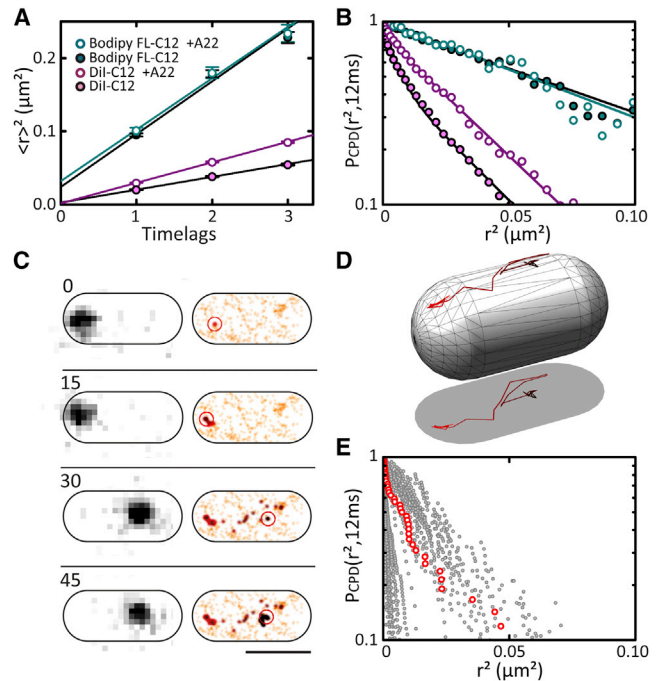 A
Bodipy FL-C12 +A22
Bodipy FL-C12
DiI-C12 +A22
DiI-C12
<r>² (µm²)
0.2
0.1
0.0
0 1 2 3
Timelags
B
PCPD(r²,12ms)
1
0.1
0 0.05 0.10
r² (µm²)
C
0
15
30
45
D
E
PCPD(r²,12ms)
1
0.1
0 0.05 0.10
r² (µm²)